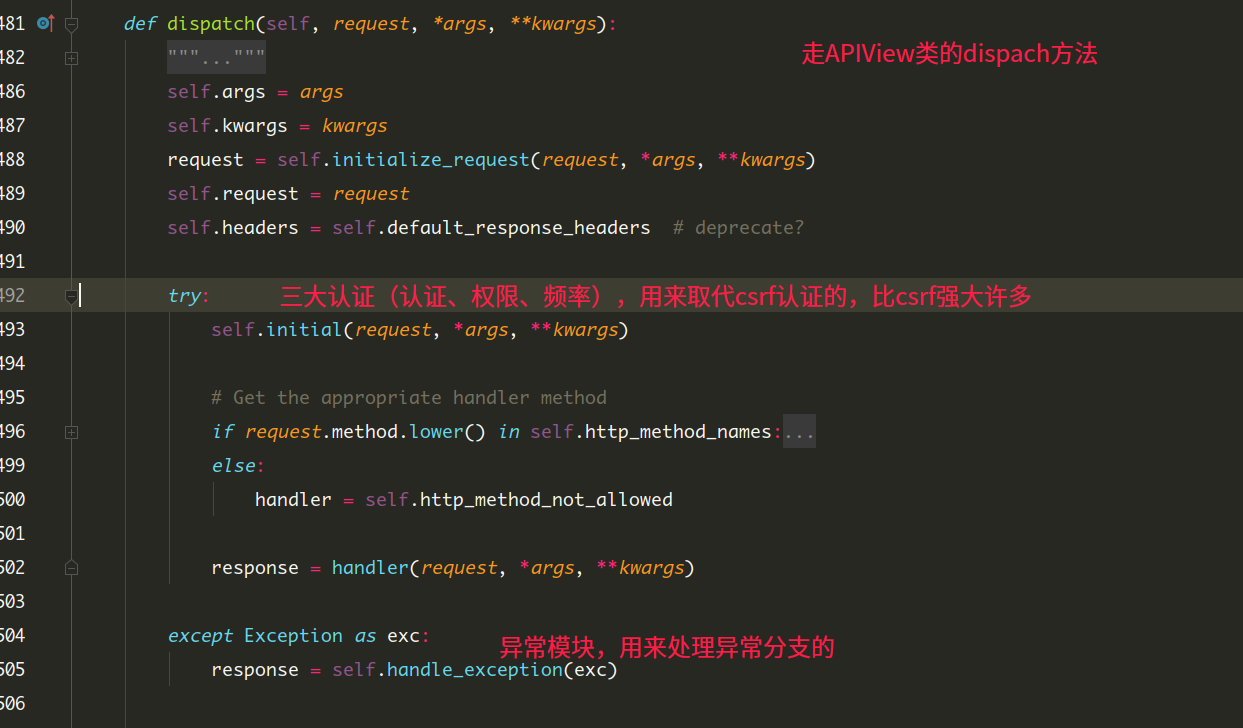 481 def dispatch(self, request, *args, **kwargs):
482 """..."""
走APIView类的dispach方法
486 self.args = args
487 self.kwargs = kwargs
488 request = self.initialize_request(request, *args, **kwargs)
489 self.request = request
490 self.headers = self.default_response_headers # deprecate?
491
492 try: 三大认证（认证、权限、频率），用来取代csrf认证的，比csrf强大许多
493 self.initial(request, *args, **kwargs)
494
495 # Get the appropriate handler method
496 if request.method.lower() in self.http_method_names:...
499 else:
500 handler = self.http_method_not_allowed
501
502 response = handler(request, *args, **kwargs)
503
504 except Exception as exc:
异常模块，用来处理异常分支的
505 response = self.handle_exception(exc)
506